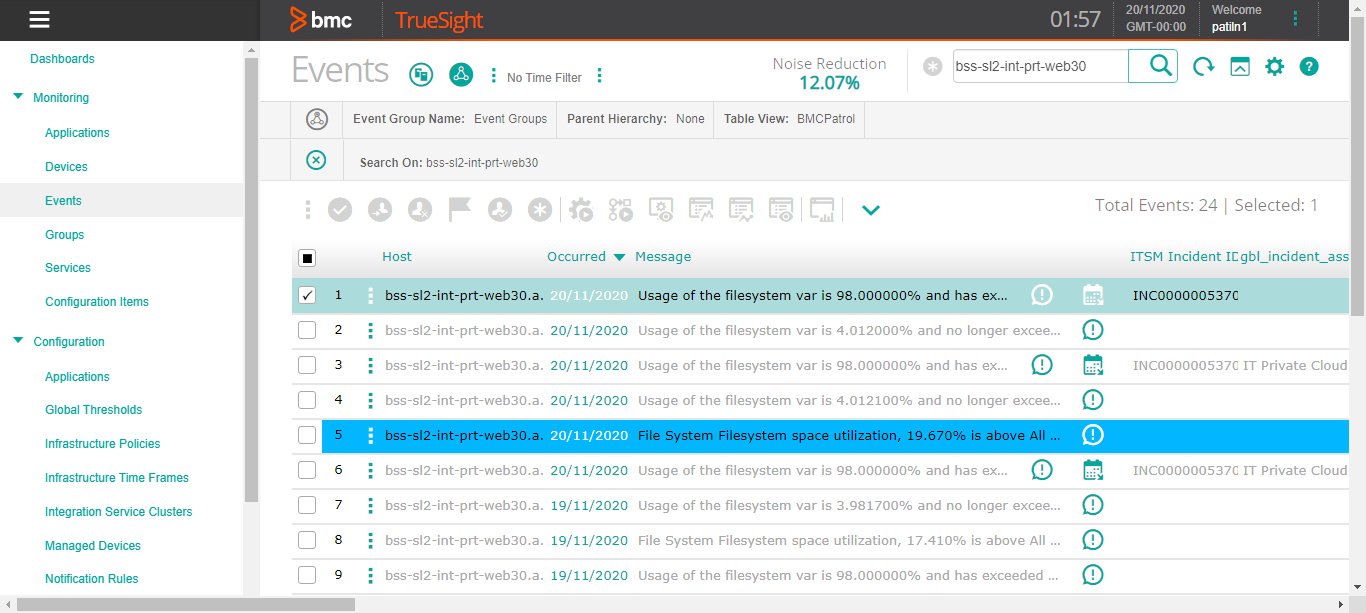 bmc TrueSight 01:57 20/11/2020 GMT-00:00 Welcome patiln1
Dashboards
Monitoring
Applications
Devices
Events
Groups
Services
Configuration Items
Configuration
Applications
Global Thresholds
Infrastructure Policies
Infrastructure Time Frames
Integration Service Clusters
Managed Devices
Notification Rules
Events No Time Filter Noise Reduction 12.07% bss-sl2-int-prt-web30
Event Group Name: Event Groups Parent Hierarchy: None Table View: BMCPatrol
Search On: bss-sl2-int-prt-web30
Total Events: 24 | Selected: 1
Host Occurred Message ITSM Incident ID gbl_incident_ass
1 bss-sl2-int-prt-web30.a. 20/11/2020 Usage of the filesystem var is 98.000000% and has ex... INC0000005370
2 bss-sl2-int-prt-web30.a. 20/11/2020 Usage of the filesystem var is 4.012000% and no longer excee...
3 bss-sl2-int-prt-web30.a. 20/11/2020 Usage of the filesystem var is 98.000000% and has ex... INC0000005370 IT Private Cloud
4 bss-sl2-int-prt-web30.a. 20/11/2020 Usage of the filesystem var is 4.012100% and no longer excee...
5 bss-sl2-int-prt-web30.a. 20/11/2020 File System Filesystem space utilization, 19.670% is above All ...
6 bss-sl2-int-prt-web30.a. 20/11/2020 Usage of the filesystem var is 98.000000% and has ex... INC0000005370 IT Private Cloud
7 bss-sl2-int-prt-web30.a. 19/11/2020 Usage of the filesystem var is 3.981700% and no longer excee...
8 bss-sl2-int-prt-web30.a. 19/11/2020 File System Filesystem space utilization, 17.410% is above All ...
9 bss-sl2-int-prt-web30.a. 19/11/2020 Usage of the filesystem var is 98.000000% and has exceeded ...